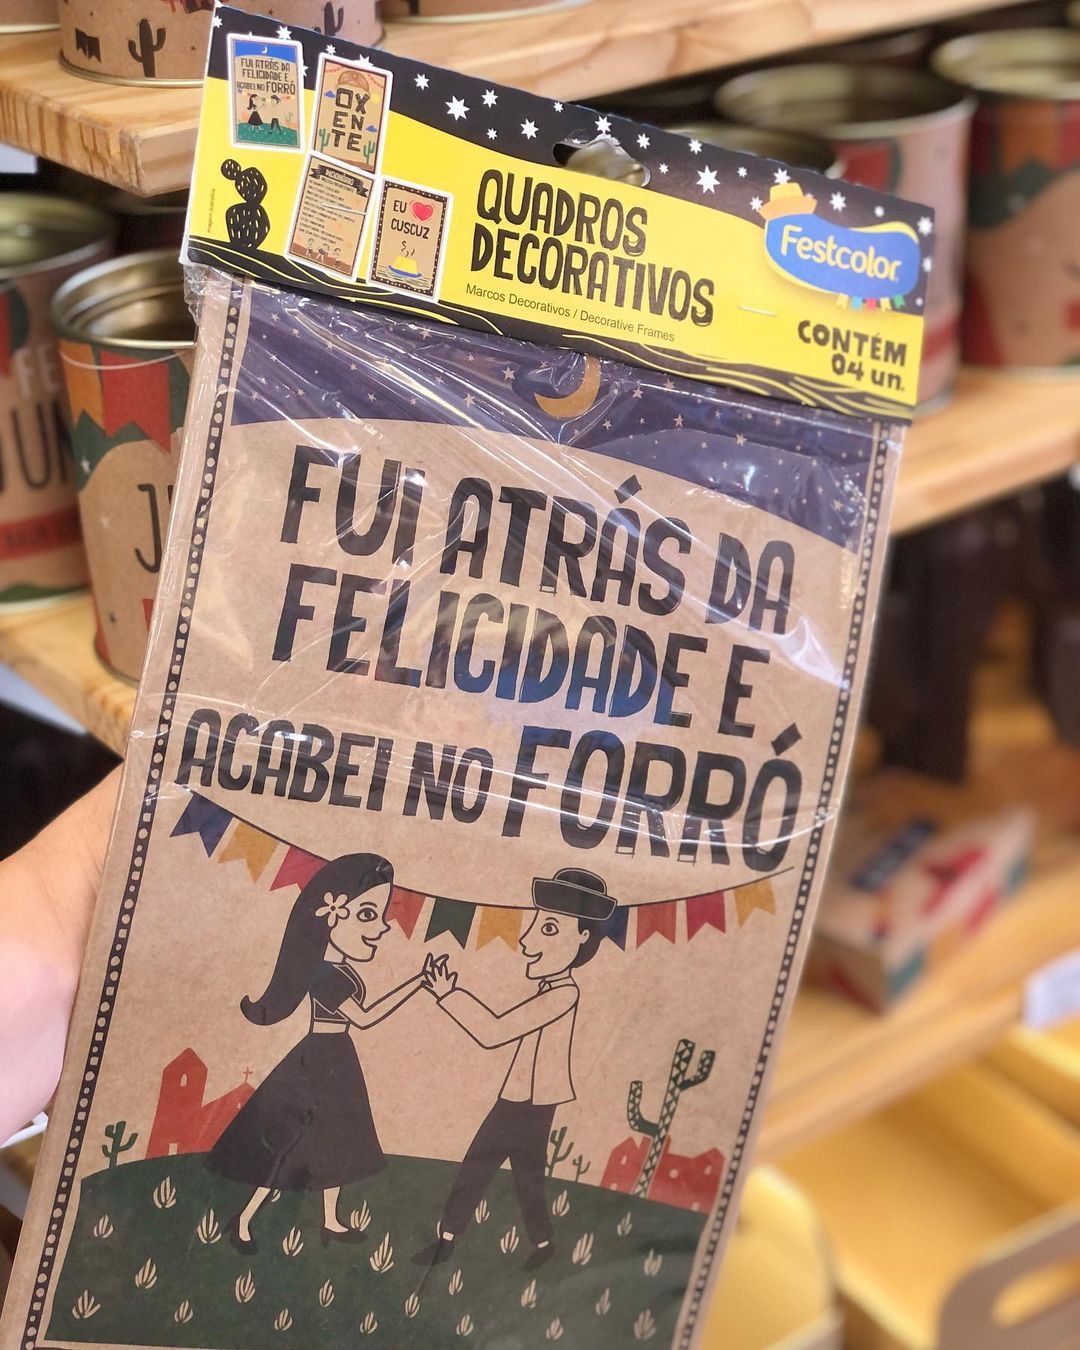 FUI ATRÁS DA
FELICIDADE E
ACABEI NO FORRÓ
OX
EN
TE
DICIONÁRIO
EU
CUSCUZ
QUADROS
DECORATIVOS
Marcos Decorativos / Decorative Frames
Festcolor
CONTÉM
04 un.
FUI ATRÁS DA
FELICIDADE E
ACABEI NO FORRÓ